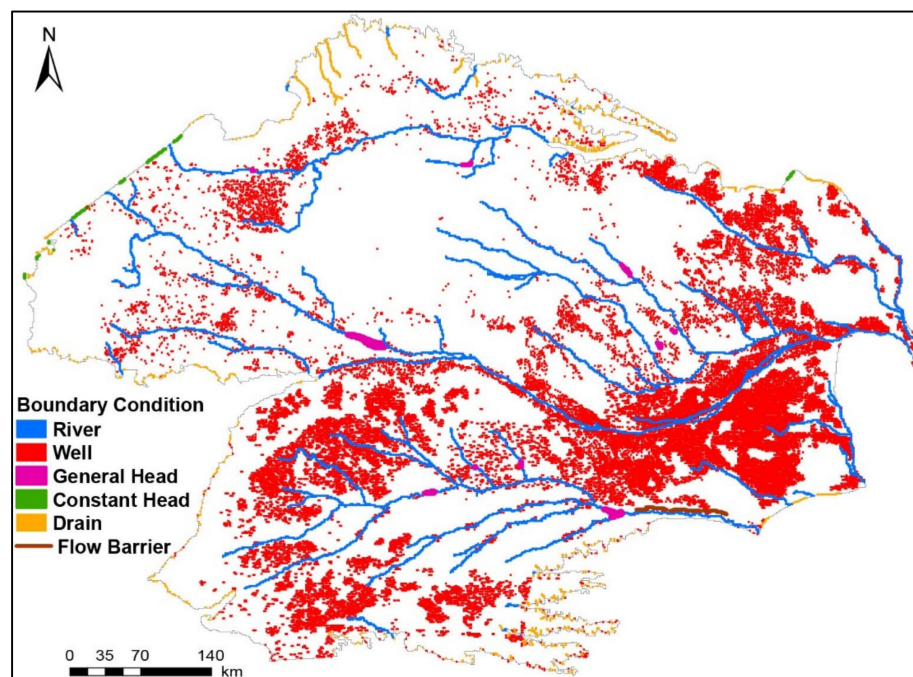 N
Boundary Condition
River
Well
General Head
Constant Head
Drain
Flow Barrier
0 35 70 140
km